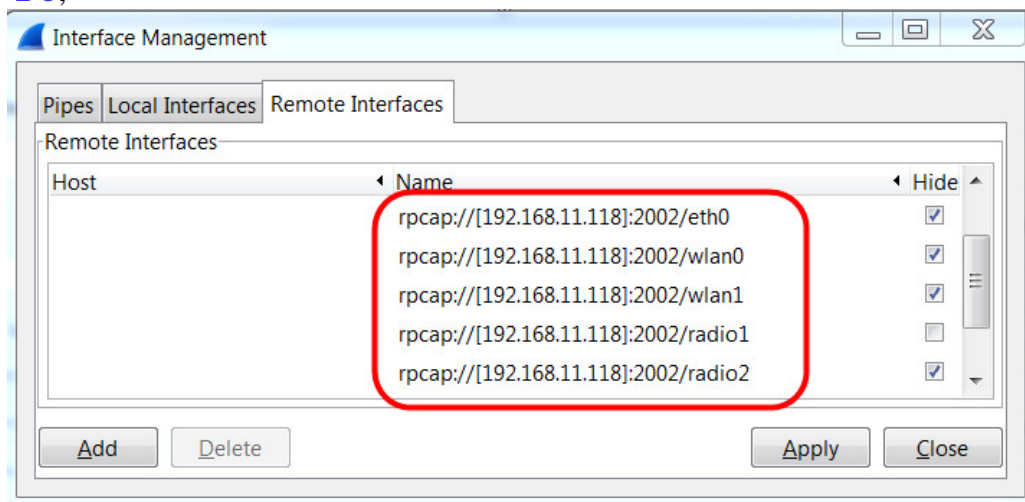 Interface Management
Pipes Local Interfaces Remote Interfaces
Remote Interfaces
Host Name Hide
rpcap://[192.168.11.118]:2002/eth0
rpcap://[192.168.11.118]:2002/wlan0
rpcap://[192.168.11.118]:2002/wlan1
rpcap://[192.168.11.118]:2002/radio1
rpcap://[192.168.11.118]:2002/radio2
Add Delete Apply Close